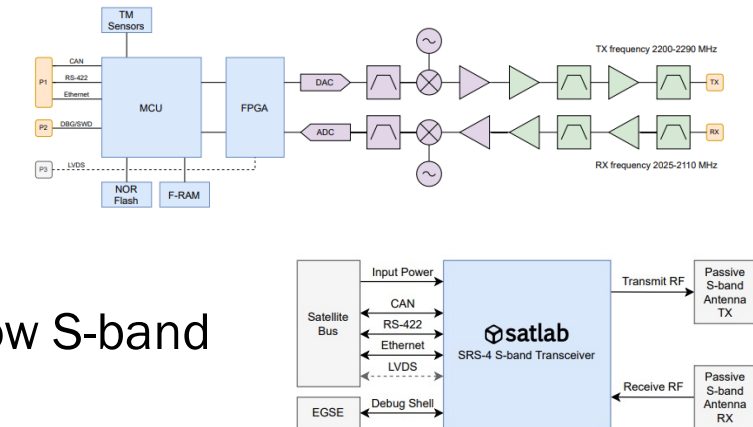 TM
Sensors
CAN
P1
RS-422
Ethernet
MCU
FPGA
DAC
TX frequency 2200-2290 MHz
TX
P2
DBG/SWD
ADC
RX
P3
LVDS
RX frequency 2025-2110 MHz
NOR
Flash
F-RAM
ow S-band
Satellite
Bus
Input Power
CAN
RS-422
Ethernet
LVDS
EGSE
Debug Shell
satlab
SRS-4 S-band Transceiver
Transmit RF
Passive
S-band
Antenna
TX
Receive RF
Passive
S-band
Antenna
RX